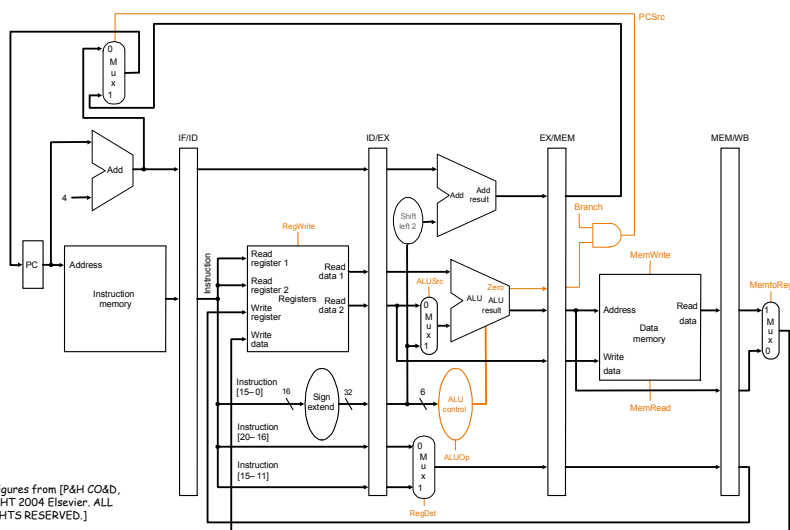 PCSrc
0
M
u
x
1
IF/ID
ID/EX
EX/MEM
MEM/WB
Add
4
Add
Add
result
Shift
left 2
Branch
RegWrite
MemWrite
PC
Address
Instruction
memory
Instruction
Read
register 1
Read
register 2
Write
register
Write
data
Registers
Read
data 1
Read
data 2
ALUSrc
0
M
u
x
1
Zero
ALU
ALU
result
Address
Read
data
Data
memory
Write
data
MemtoReg
1
M
u
x
0
MemRead
Instruction
[15–0]
16
Sign
extend
32
6
ALU
control
ALUOp
Instruction
[20–16]
Instruction
[15–11]
0
M
u
x
1
RegDst
igures from [P&H CO&D,
HT 2004 Elsevier. ALL
HTS RESERVED.]